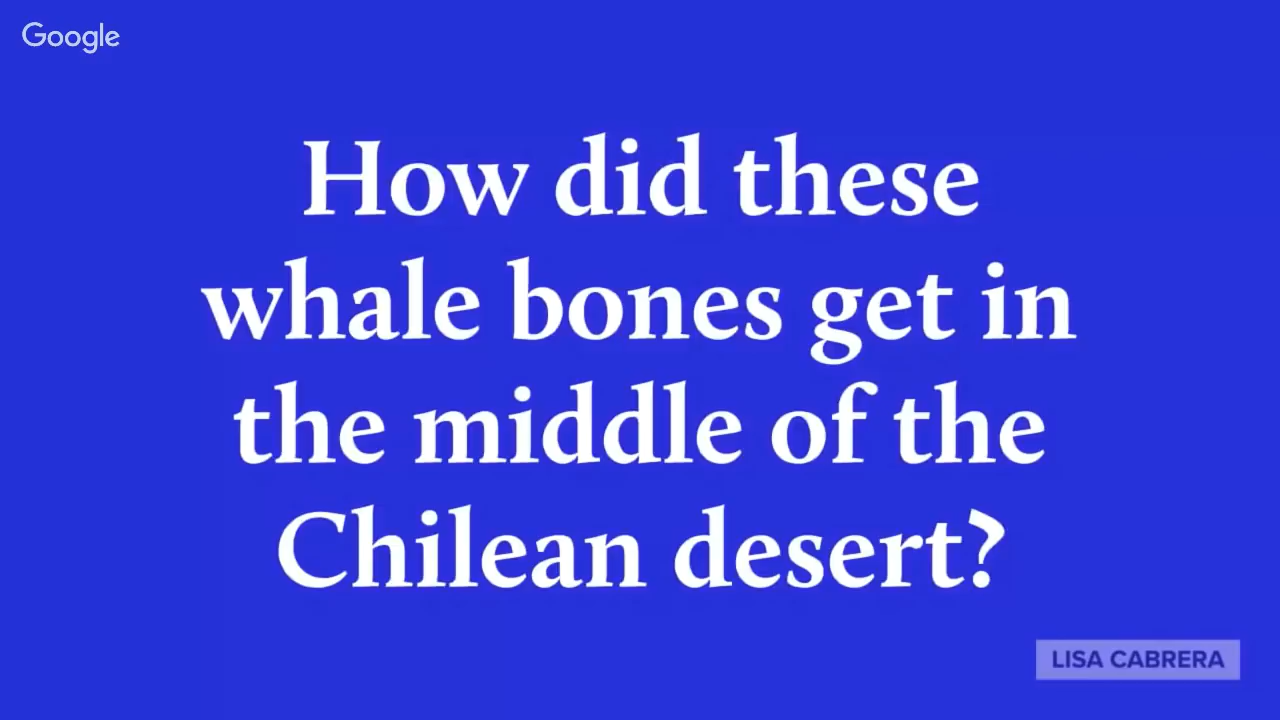 Google
How did these
whale bones get in
the middle of the
Chilean desert?
LISA CABRERA